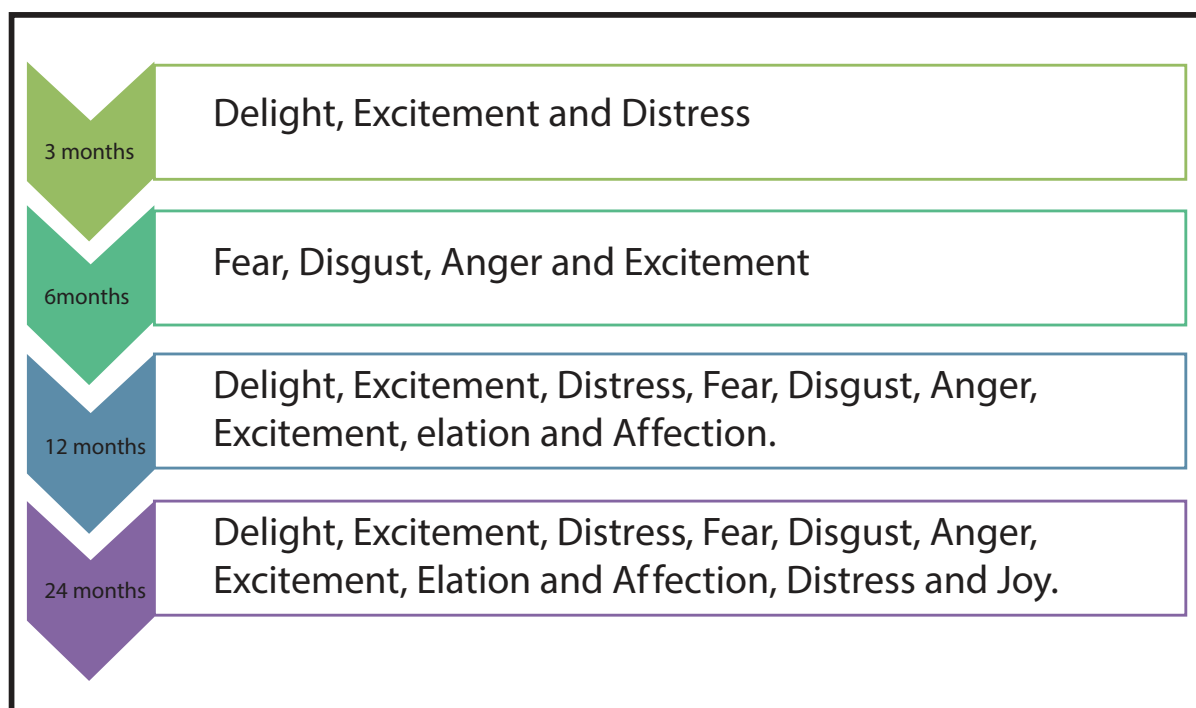 3 months
Delight, Excitement and Distress
6months
Fear, Disgust, Anger and Excitement
12 months
Delight, Excitement, Distress, Fear, Disgust, Anger,
Excitement, elation and Affection.
24 months
Delight, Excitement, Distress, Fear, Disgust, Anger,
Excitement, Elation and Affection, Distress and Joy.